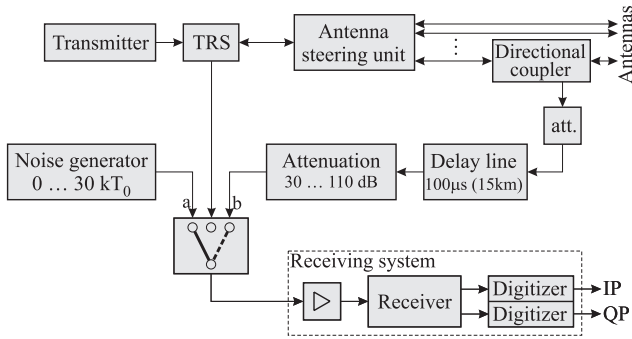 Transmitter
TRS
Antenna
steering unit
Directional
coupler
Antennas
att.
Noise generator
0 ... 30 kT₀
Attenuation
30 ... 110 dB
Delay line
100µs (15km)
a
b
Receiving system
Receiver
Digitizer
IP
Digitizer
QP